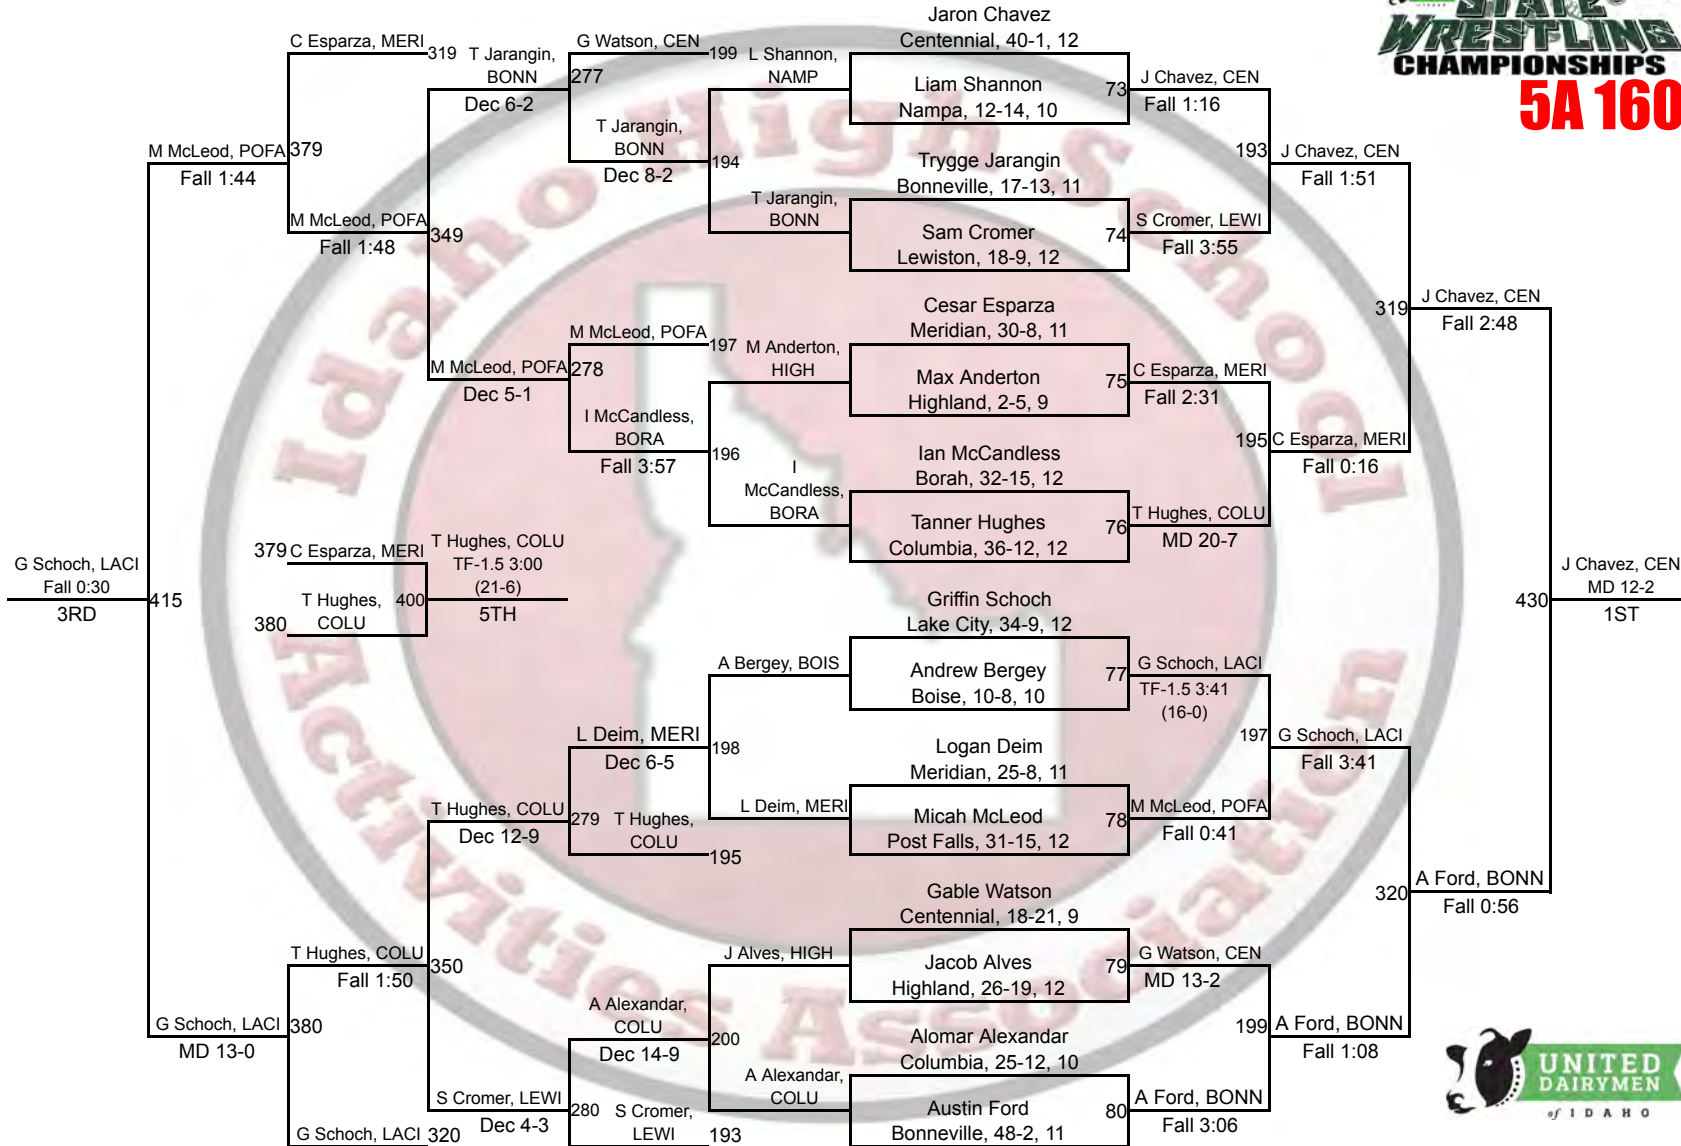 STATE
WRESTLING
CHAMPIONSHIPS
5A 160
Idaho High School
Activities Association
C Esparza, MERI
319
T Jarangin,
BONN
Dec 6-2
277
G Watson, CEN
199
L Shannon,
NAMP
Jaron Chavez
Centennial, 40-1, 12
Liam Shannon
Nampa, 12-14, 10
73
J Chavez, CEN
Fall 1:16
M McLeod, POFA
Fall 1:44
379
T Jarangin,
BONN
Dec 8-2
194
Trygge Jarangin
Bonneville, 17-13, 11
193
J Chavez, CEN
Fall 1:51
M McLeod, POFA
Fall 1:48
349
T Jarangin,
BONN
Sam Cromer
Lewiston, 18-9, 12
74
S Cromer, LEWI
Fall 3:55
Cesar Esparza
Meridian, 30-8, 11
319
J Chavez, CEN
Fall 2:48
M McLeod, POFA
197
M Anderton,
HIGH
M McLeod, POFA
Dec 5-1
278
Max Anderton
Highland, 2-5, 9
75
C Esparza, MERI
Fall 2:31
I McCandless,
BORA
Fall 3:57
196
Ian McCandless
Borah, 32-15, 12
195
C Esparza, MERI
Fall 0:16
I
McCandless,
BORA
Tanner Hughes
Columbia, 36-12, 12
76
T Hughes, COLU
MD 20-7
379
C Esparza, MERI
T Hughes, COLU
TF-1.5 3:00
(21-6)
5TH
400
380
T Hughes,
COLU
G Schoch, LACI
Fall 0:30
3RD
415
430
J Chavez, CEN
MD 12-2
1ST
Griffin Schoch
Lake City, 34-9, 12
A Bergey, BOIS
Andrew Bergey
Boise, 10-8, 10
77
G Schoch, LACI
TF-1.5 3:41
(16-0)
L Deim, MERI
Dec 6-5
198
Logan Deim
Meridian, 25-8, 11
197
G Schoch, LACI
Fall 3:41
T Hughes, COLU
Dec 12-9
279
T Hughes,
COLU
195
L Deim, MERI
Micah McLeod
Post Falls, 31-15, 12
78
M McLeod, POFA
Fall 0:41
Gable Watson
Centennial, 18-21, 9
320
A Ford, BONN
Fall 0:56
T Hughes, COLU
Fall 1:50
350
J Alves, HIGH
Jacob Alves
Highland, 26-19, 12
79
G Watson, CEN
MD 13-2
G Schoch, LACI
MD 13-0
380
A Alexandar,
COLU
Dec 14-9
200
Alomar Alexandar
Columbia, 25-12, 10
199
A Ford, BONN
Fall 1:08
A Alexandar,
COLU
S Cromer, LEWI
Dec 4-3
280
S Cromer,
LEWI
193
Austin Ford
Bonneville, 48-2, 11
80
A Ford, BONN
Fall 3:06
G Schoch, LACI
320
UNITED
DAIRYMEN
of IDAHO